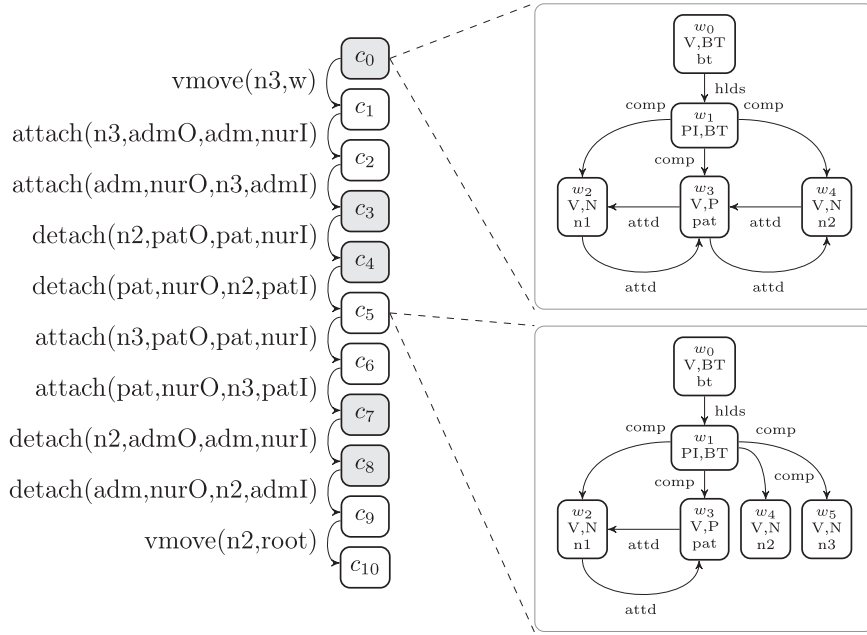 c0
vmove(n3,w)
c1
attach(n3,admO,adm,nurI)
c2
attach(adm,nurO,n3,admI)
c3
detach(n2,patO,pat,nurI)
c4
detach(pat,nurO,n2,patI)
c5
attach(n3,patO,pat,nurI)
c6
attach(pat,nurO,n3,patI)
c7
detach(n2,admO,adm,nurI)
c8
detach(adm,nurO,n2,admI)
c9
vmove(n2,root)
c10
w0
V,BT
bt
hlds
comp comp
w1
PI,BT
comp
w2 w3 w4
V,N V,P V,N
n1 pat n2
attd attd
attd attd
w0
V,BT
bt
hlds
comp comp
w1
PI,BT
comp comp
w2 w3 w4 w5
V,N V,P V,N V,N
n1 pat n2 n3
attd
attd